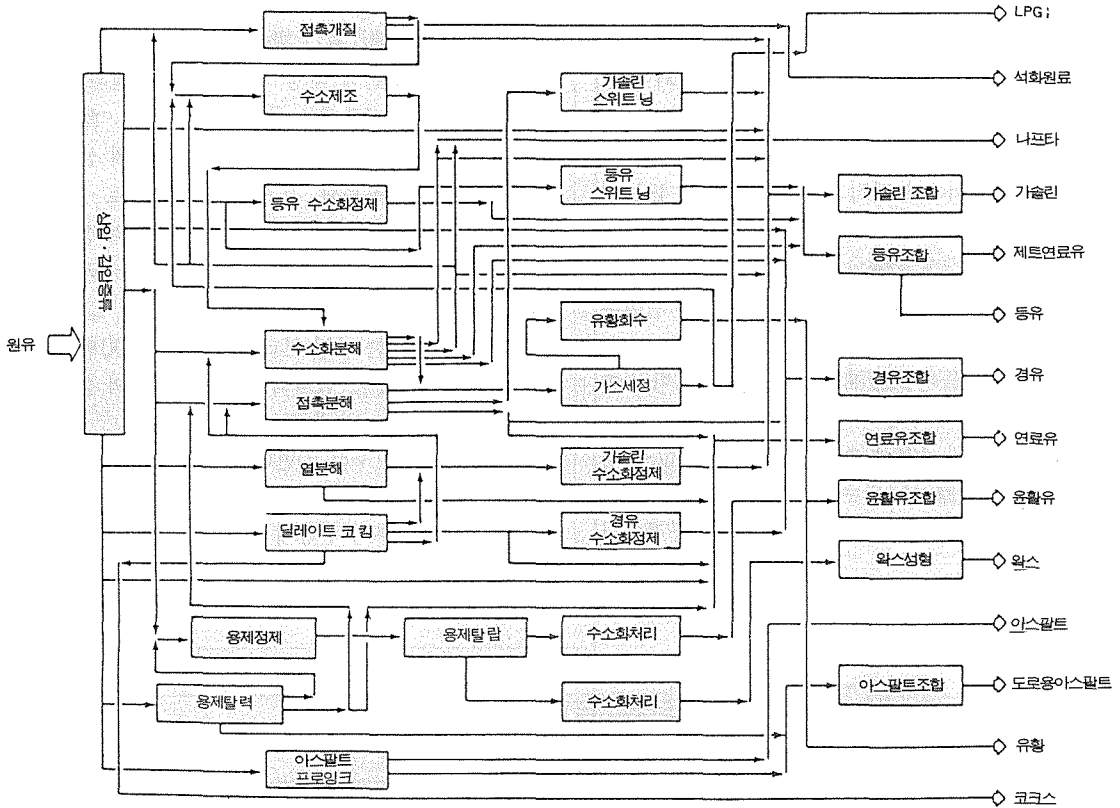 접촉개질
LPG;
수소제조
가솔린
스위트 닝
석화원료
나프타
등유 수소화정제
등유
스위트 닝
가솔린 조합
가솔린
상압·감압증류
등유조합
제트연료유
등유
원유
수소화분해
유황회수
접촉분해
가스세정
경유조합
경유
열분해
가솔린
수소화정제
연료유조합
연료유
딜레이트 코 킹
경유
수소화정제
윤활유조합
윤활유
왁스성형
왁스
용제정제
용제탈 랍
수소화처리
아스팔트
용제탈 력
수소화처리
아스팔트조합
도로용아스팔트
유황
아스팔트
프로잉크
코크스